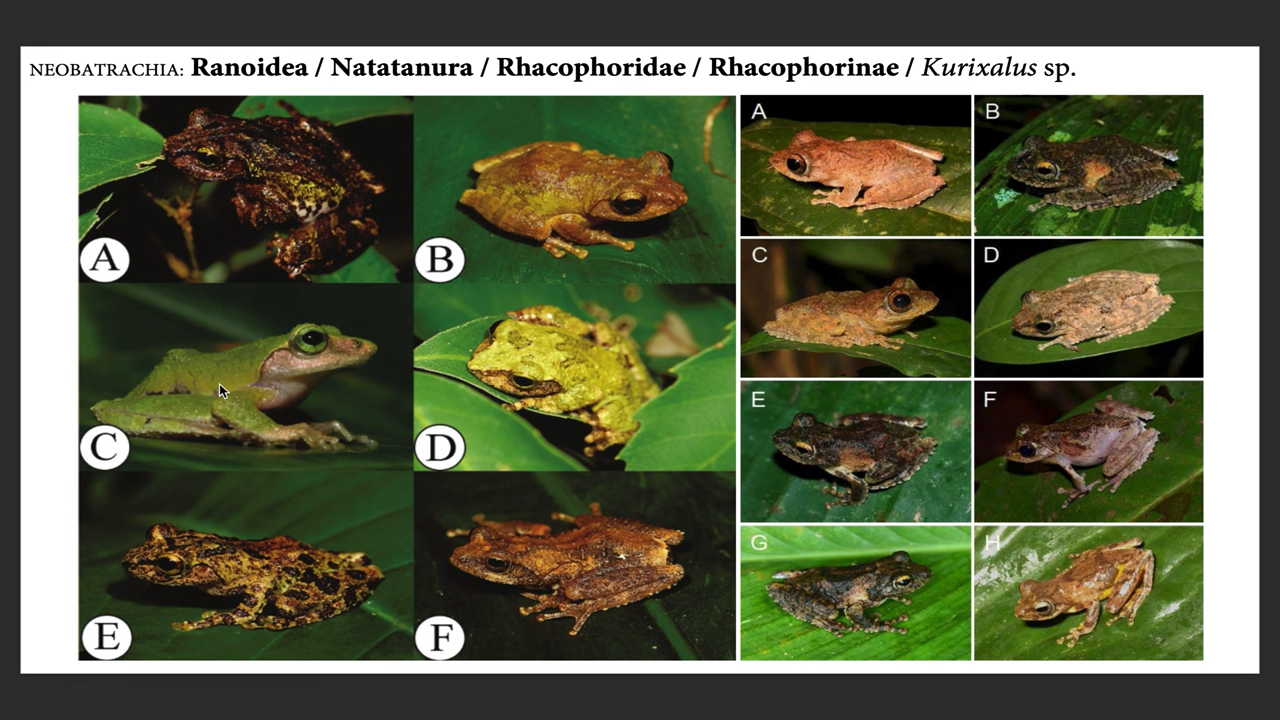 NEOBATRACHIA: Ranoidea / Natatanura / Rhacophoridae / Rhacophorinae / Kurixalus sp.
A
B
C
D
E
F
A
B
C
D
E
F
G
H